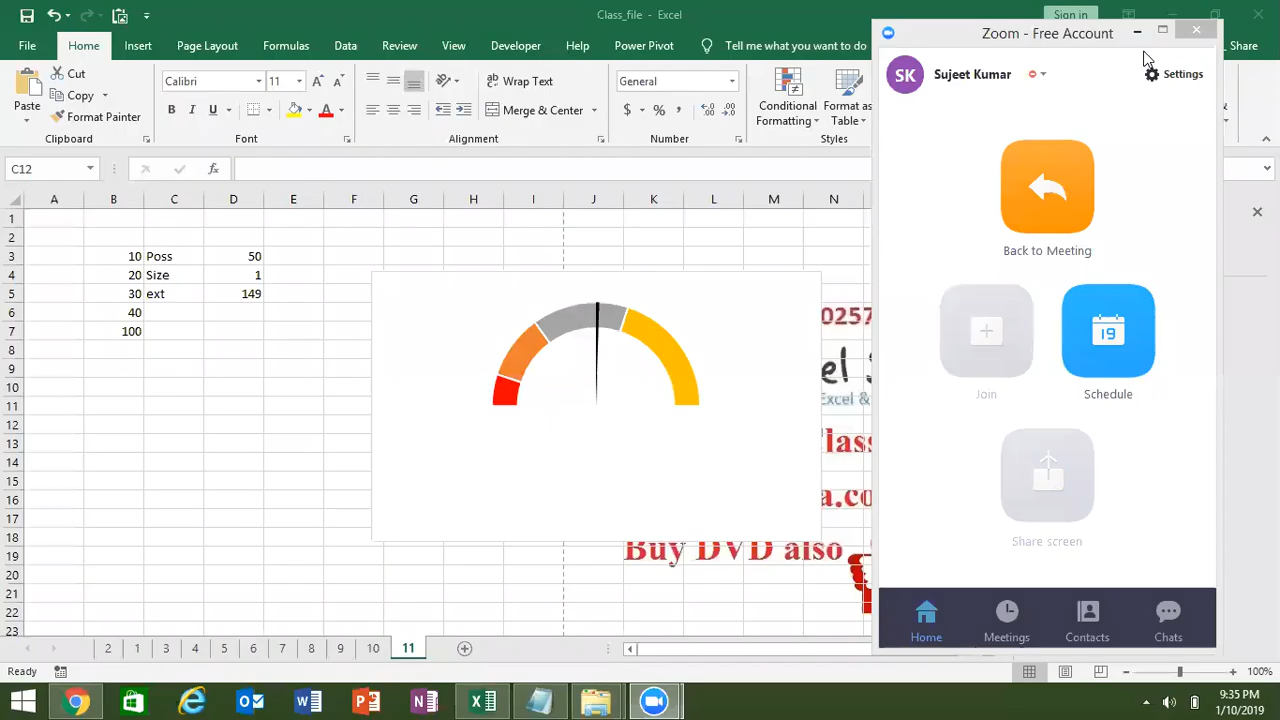 Class_file - Excel
Sign in
File Home Insert Page Layout Formulas Data Review View Developer Help Power Pivot Tell me what you want to do Share
Paste
Cut
Copy
Format Painter
Calibri 11
B I U
Wrap Text
Merge & Center
General
$ %
Conditional
Formatting
Format as
Table
Clipboard Font Alignment Number Styles
C12 fx
A B C D E F G H I J K L M N
1
2
3 10 Poss 50
4 20 Size 1
5 30 ext 149
6 40
7 100
8
9
10
11
12
13
14
15
16
17
18
19
20
21
22
23
0257
el
Excel &
lass
a.co
Buy DVD also
2 1 3 4 6 9 11
Ready
100%
Zoom - Free Account
SK Sujeet Kumar
Settings
Back to Meeting
19
Join
Schedule
Share screen
Home Meetings Contacts Chats
9:35 PM
1/10/2019